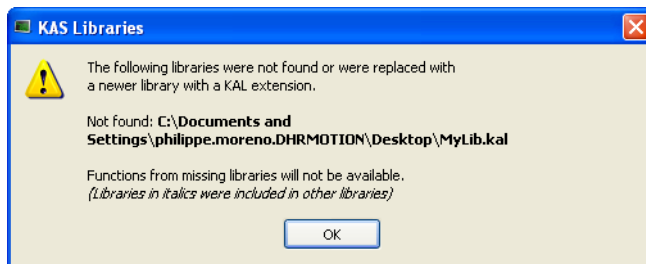 KAS Libraries
The following libraries were not found or were replaced with
a newer library with a KAL extension.
Not found: C:\Documents and
Settings\philippe.moreno.DHRMOTION\Desktop\MyLib.kal
Functions from missing libraries will not be available.
(Libraries in italics were included in other libraries)
OK